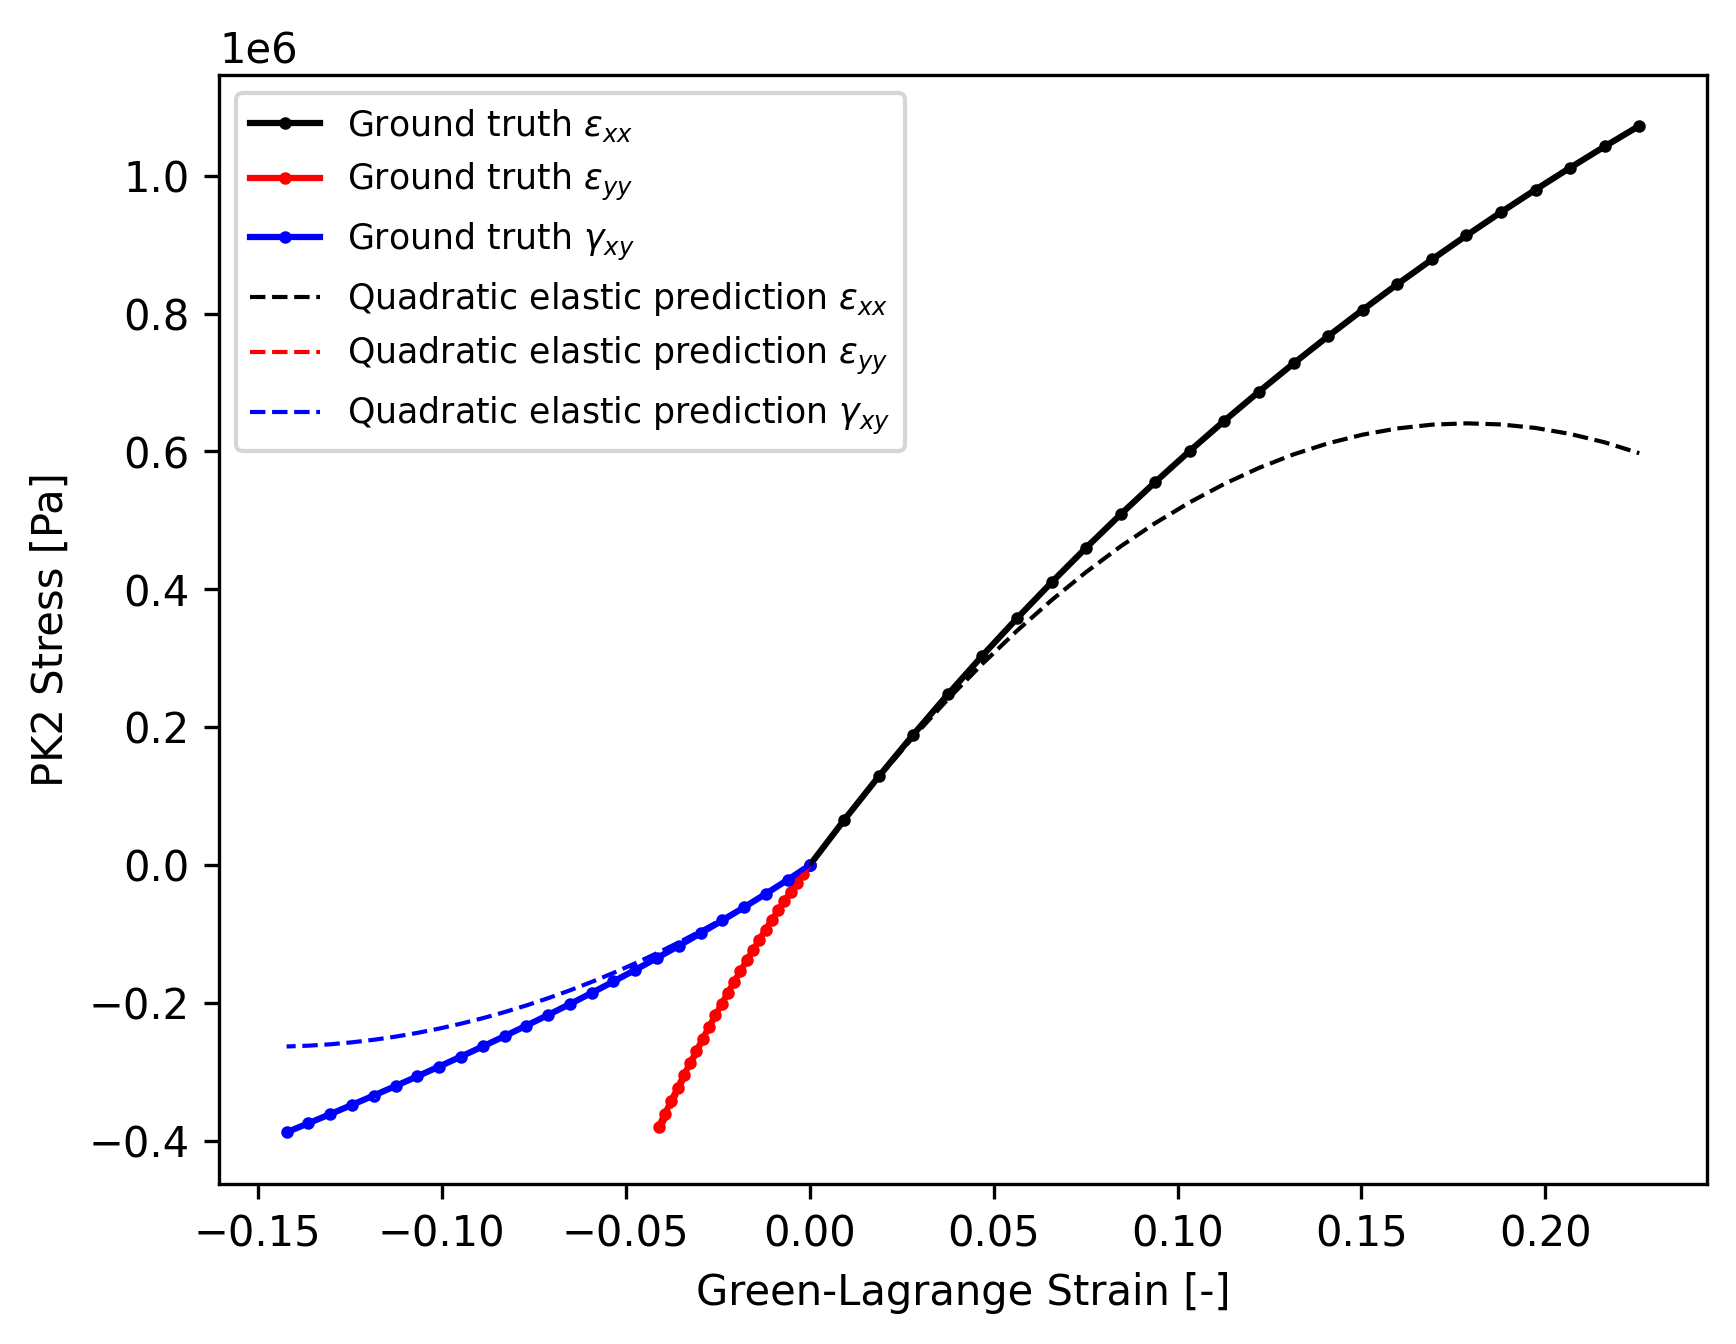 1e6
Ground truth εxx
Ground truth εyy
Ground truth γxy
Quadratic elastic prediction εxx
Quadratic elastic prediction εyy
Quadratic elastic prediction γxy
1.0
0.8
0.6
0.4
0.2
0.0
−0.2
−0.4
PK2 Stress [Pa]
−0.15 −0.10 −0.05 0.00 0.05 0.10 0.15 0.20
Green-Lagrange Strain [-]